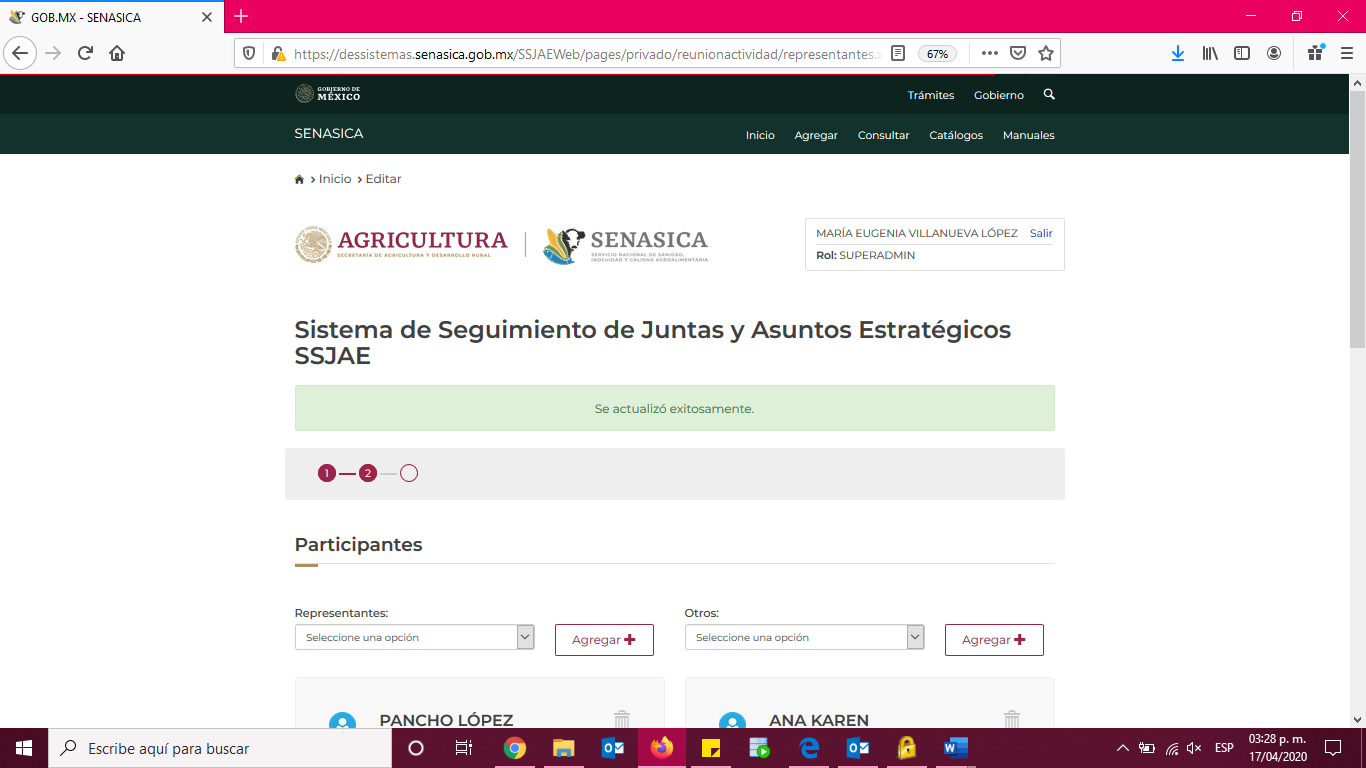 GOB.MX - SENASICA
https://dessistemas.senasica.gob.mx/SSJAEWeb/pages/privado/reunionactividad/representantes.x
67%
GOBIERNO DE
MÉXICO
Trámites Gobierno
SENASICA
Inicio Agregar Consultar Catálogos Manuales
Inicio Editar
AGRICULTURA
SECRETARÍA DE AGRICULTURA Y DESARROLLO RURAL
SENASICA
SERVICIO NACIONAL DE SANIDAD,
INOCUIDAD Y CALIDAD AGROALIMENTARIA
MARÍA EUGENIA VILLANUEVA LÓPEZ Salir
Rol: SUPERADMIN
Sistema de Seguimiento de Juntas y Asuntos Estratégicos
SSJAE
Se actualizó exitosamente.
1 2
Participantes
Representantes:
Seleccione una opción
Agregar
Otros:
Seleccione una opción
Agregar
PANCHO LÓPEZ
ANA KAREN
Escribe aquí para buscar
ESP
03:28 p. m.
17/04/2020